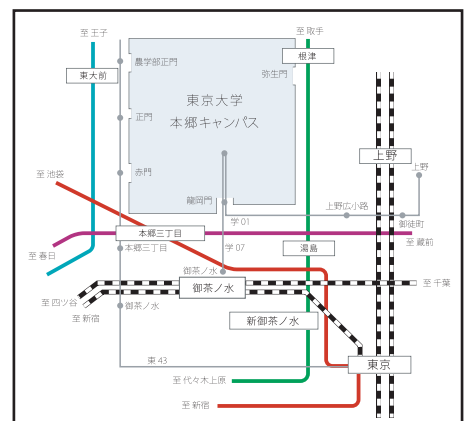 至 王子
至 取手
農学部正門
根津
東大前
弥生門
東京大学
本郷キャンパス
正門
上野
赤門
上野
至 池袋
龍岡門
上野広小路
学 01
御徒町
本郷三丁目
至 蔵前
本郷三丁目
学 07
湯島
至 春日
御茶ノ水
至 千葉
御茶ノ水
至 四ツ谷
御茶ノ水
至 新宿
新御茶ノ水
東 43
東京
至 代々木上原
至 新宿